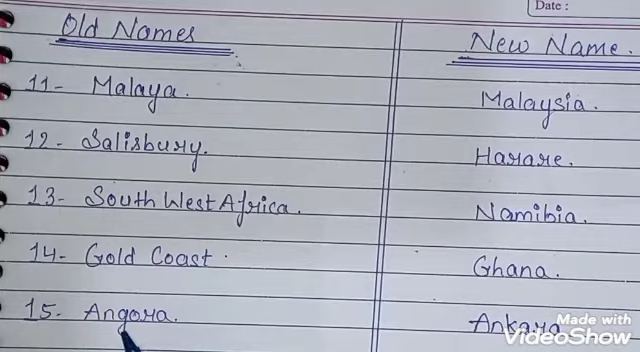 Date :
Old Names New Name.
11- Malaya. Malaysia.
12- Salisbury. Harare.
13- South West Africa. Namibia.
14- Gold Coast. Ghana.
15- Angora. Ankara
Made with
VideoShow